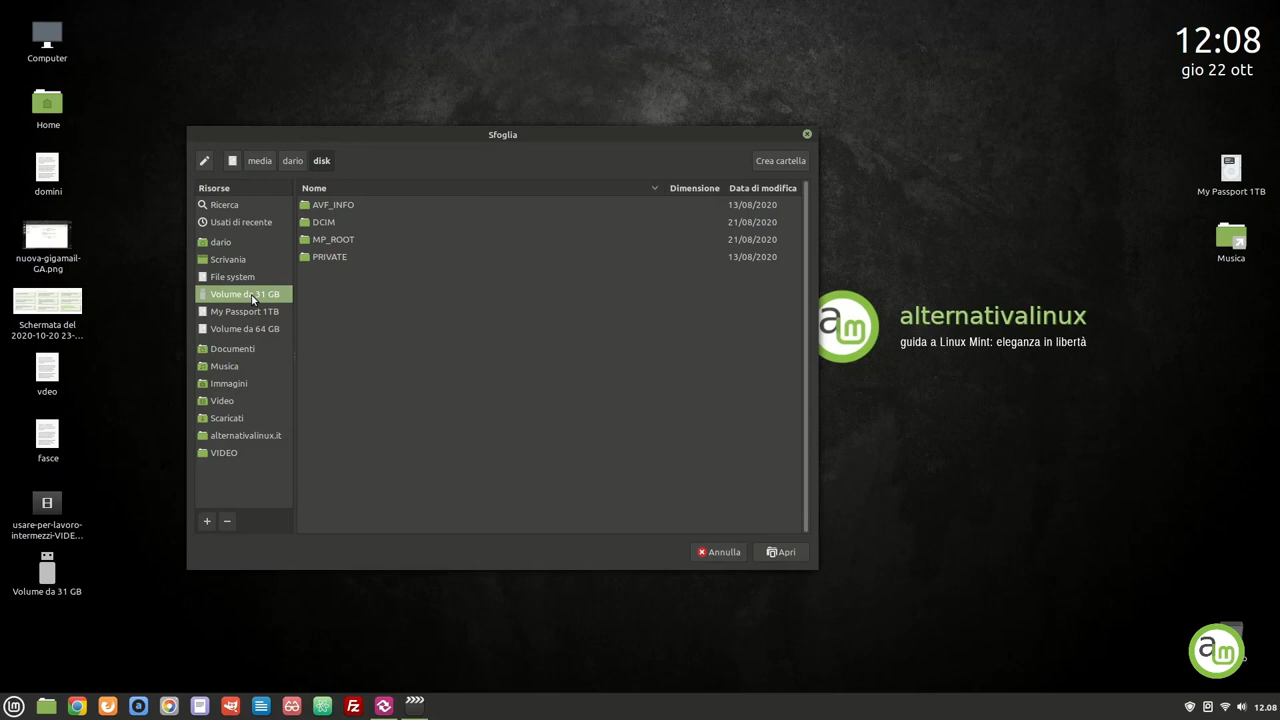 Computer
Home
domini
nuova-gigamail-
GA.png
Schermata del
2020-10-20 23-...
vdeo
fasce
usare-per-lavoro-
intermezzi-VIDE...
Volume da 31 GB
12:08
gio 22 ott
My Passport 1TB
Musica
Sfoglia
media
dario
disk
Crea cartella
Risorse
Nome
Dimensione
Data di modifica
Ricerca
Usati di recente
dario
Scrivania
File system
Volume da 31 GB
My Passport 1TB
Volume da 64 GB
Documenti
Musica
Immagini
Video
Scaricati
alternativalinux.it
VIDEO
AVF_INFO 13/08/2020
DCIM 21/08/2020
MP_ROOT 21/08/2020
PRIVATE 13/08/2020
Annulla
Apri
am
alternativalinux
guida a Linux Mint: eleganza in libertà
am
12.08